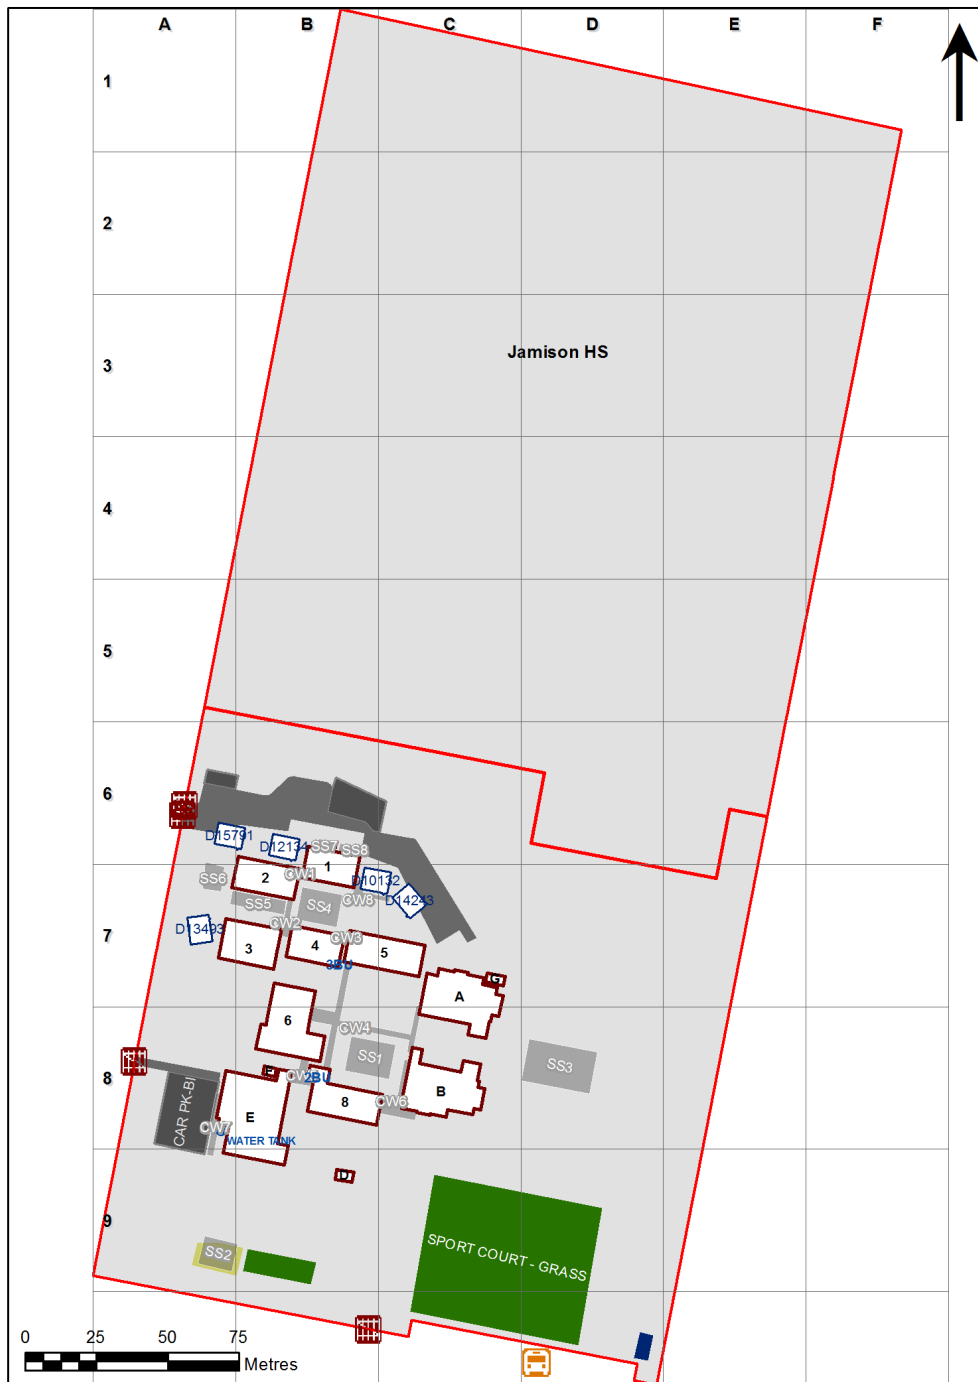 A B C D E F
1
2
3
Jamison HS
4
5
6
D15791
D12134
SS7
SS8
1
CW1
2
SS6
D10132
CW8
D14243
SS5
SS4
CW2
D13493
3
4
CW3
5
7
3BU
G
A
6
CW4
SS1
SS3
8
F
2BU
B
8
CW6
CAR PK-BI
E
CW7
WATER TANK
D
9
SS2
SPORT COURT - GRASS
0 25 50 75
Metres